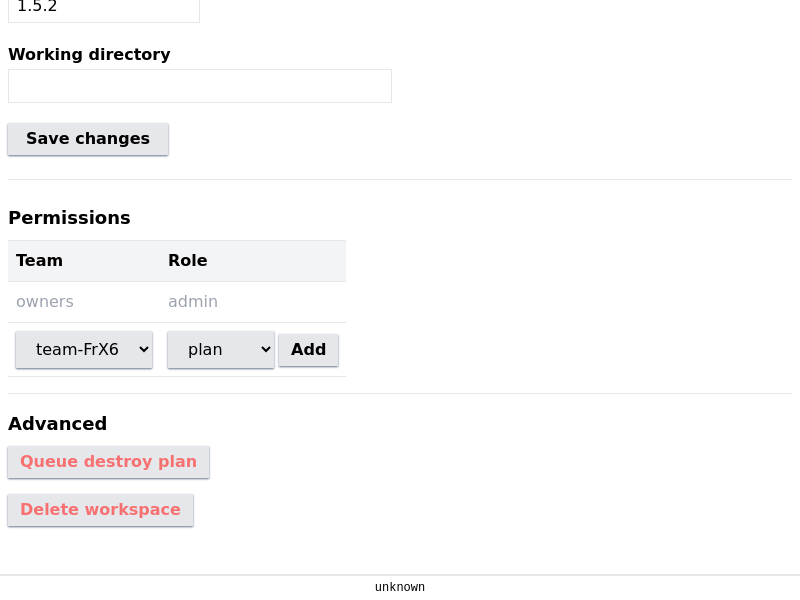 1.5.2
Working directory
Save changes
Permissions
Team Role
owners admin
team-FrX6 plan Add
Advanced
Queue destroy plan
Delete workspace
unknown